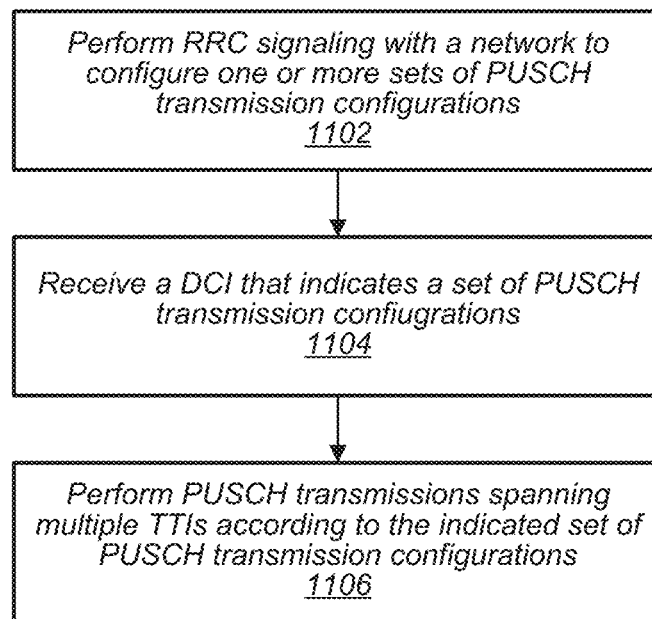 Perform RRC signaling with a network to
configure one or more sets of PUSCH
transmission configurations
1102
Receive a DCI that indicates a set of PUSCH
transmission confiugrations
1104
Perform PUSCH transmissions spanning
multiple TTIs according to the indicated set of
PUSCH transmission configurations
1106